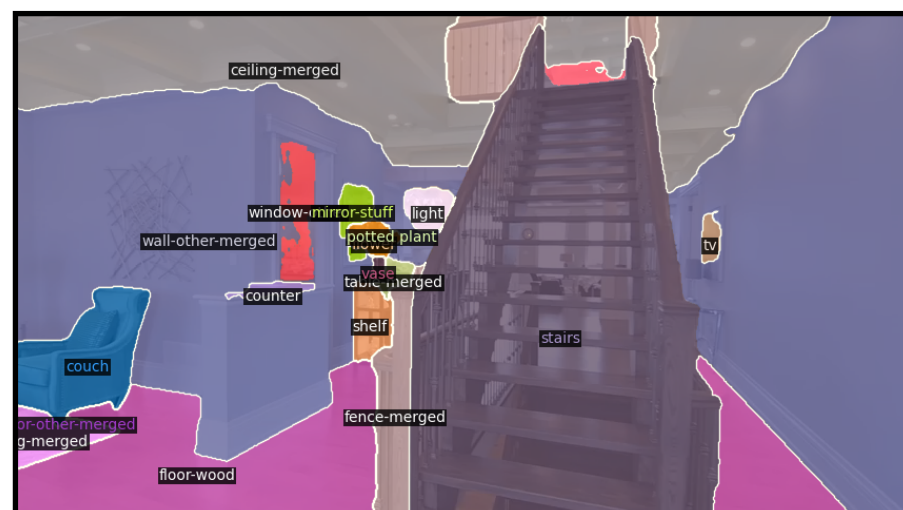 ceiling-merged
window-
mirror-stuff
light
wall-other-merged
potted plant
flower
tv
vase
table-merged
counter
shelf
stairs
couch
fence-merged
or-other-merged
g-merged
floor-wood